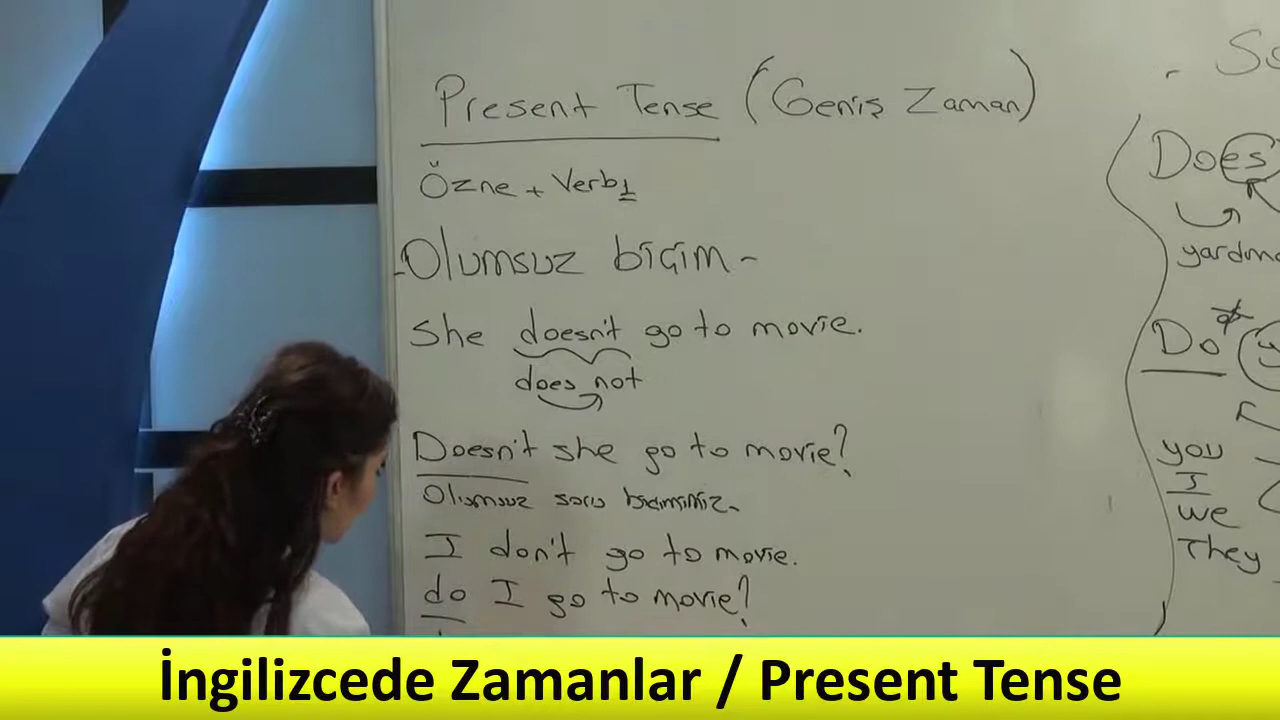 Present Tense (Geniş Zaman)
Özne + Verb1
-Olumsuz biçim-
She doesn't go to movie.
does not
Doesn't she go to movie?
Olumsuz soru biçimimiz.
I don't go to movie.
do I go to movie?
Does
Do
you
I
we
They
İngilizcede Zamanlar / Present Tense